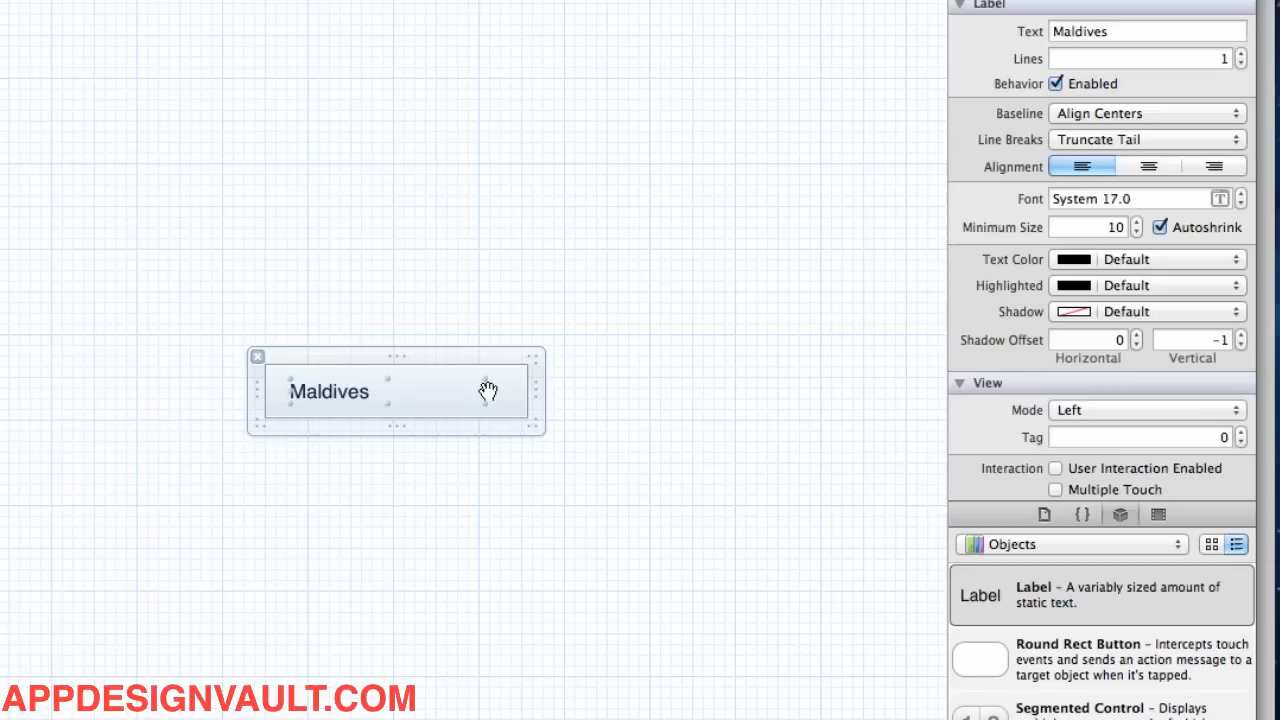 Label
Text Maldives
Lines 1
Behavior Enabled
Baseline Align Centers
Line Breaks Truncate Tail
Alignment
Font System 17.0 T
Minimum Size 10 Autoshrink
Text Color Default
Highlighted Default
Shadow Default
Shadow Offset 0 -1
Horizontal Vertical
View
Mode Left
Tag 0
Interaction User Interaction Enabled
Multiple Touch
{ }
Objects
Label Label – A variably sized amount of
static text.
Round Rect Button – Intercepts touch
events and sends an action message to a
target object when it's tapped.
Segmented Control – Displays
Maldives
APPDESIGNVAULT.COM